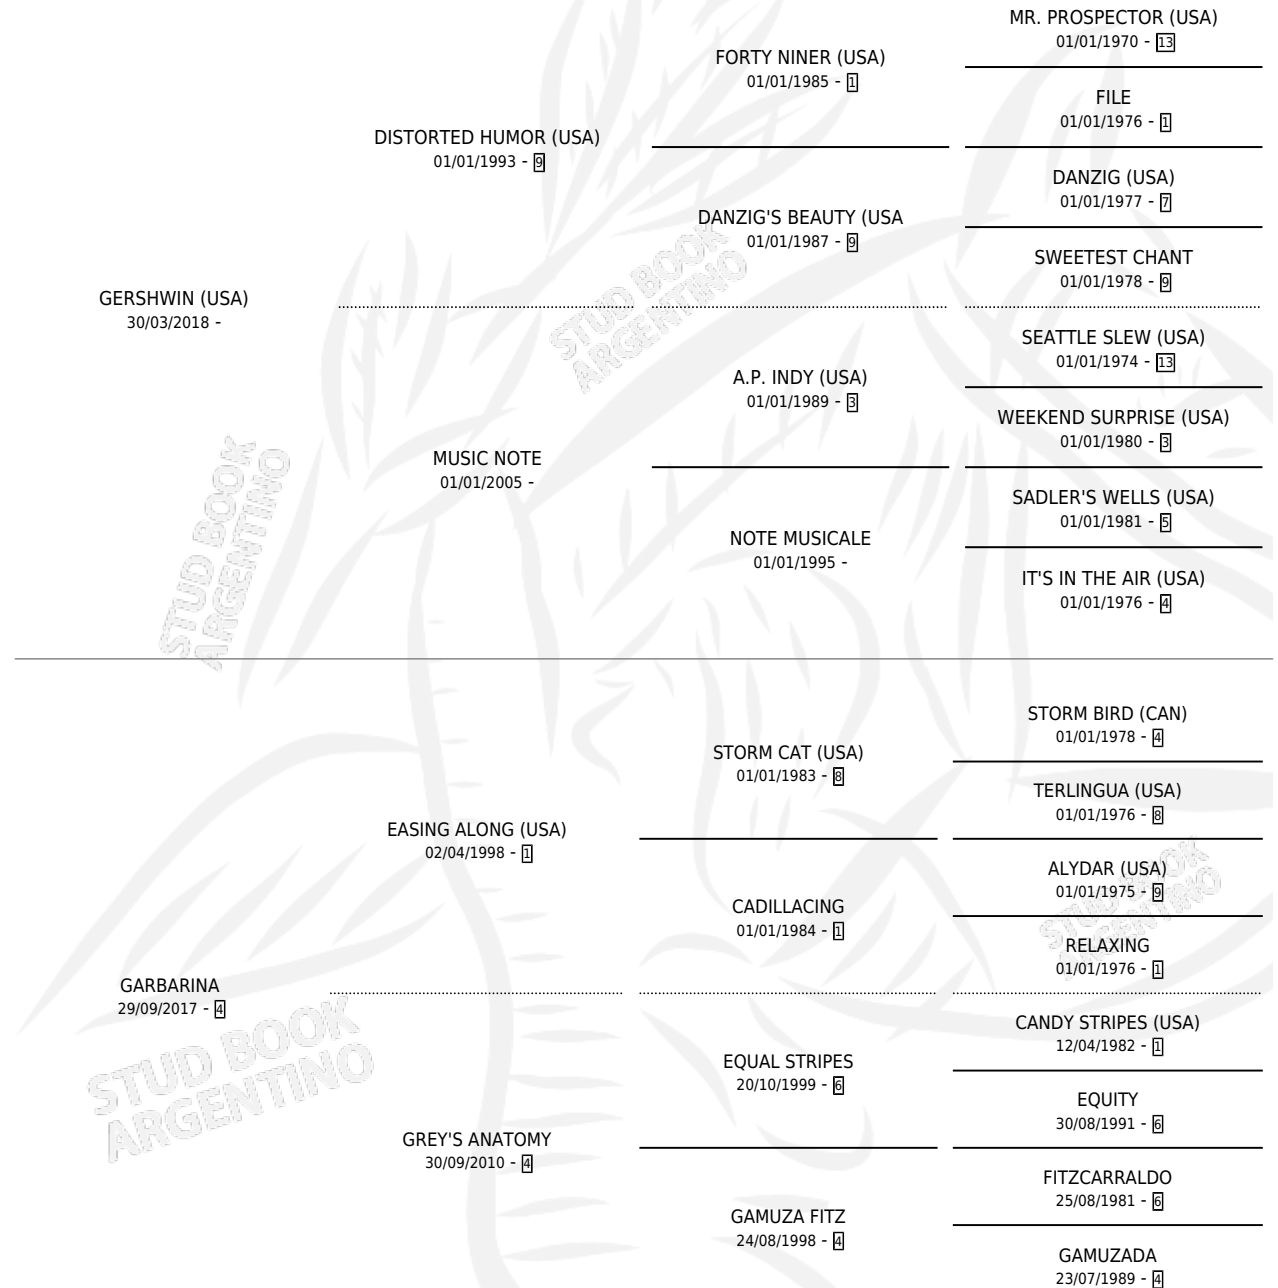 MR. PROSPECTOR (USA)
01/01/1970 - 13
FORTY NINER (USA)
01/01/1985 - 1
FILE
01/01/1976 - 1
DISTORTED HUMOR (USA)
01/01/1993 - 9
DANZIG (USA)
01/01/1977 - 7
DANZIG'S BEAUTY (USA
01/01/1987 - 9
SWEETEST CHANT
01/01/1978 - 9
GERSHWIN (USA)
30/03/2018 -
SEATTLE SLEW (USA)
01/01/1974 - 13
A.P. INDY (USA)
01/01/1989 - 3
WEEKEND SURPRISE (USA)
01/01/1980 - 3
MUSIC NOTE
01/01/2005 -
SADLER'S WELLS (USA)
01/01/1981 - 5
NOTE MUSICALE
01/01/1995 -
IT'S IN THE AIR (USA)
01/01/1976 - 4
STUD BOOK
ARGENTINO
STUD BOOK
ARGENTINO
STORM BIRD (CAN)
01/01/1978 - 4
STORM CAT (USA)
01/01/1983 - 8
TERLINGUA (USA)
01/01/1976 - 8
EASING ALONG (USA)
02/04/1998 - 1
ALYDAR (USA)
01/01/1975 - 9
CADILLACING
01/01/1984 - 1
RELAXING
01/01/1976 - 1
STUD BOOK
ARGENTINO
GARBARINA
29/09/2017 - 4
CANDY STRIPES (USA)
12/04/1982 - 1
EQUAL STRIPES
20/10/1999 - 6
EQUITY
30/08/1991 - 6
GREY'S ANATOMY
30/09/2010 - 4
FITZCARRALDO
25/08/1981 - 6
GAMUZA FITZ
24/08/1998 - 4
GAMUZADA
23/07/1989 - 4
STUD BOOK
ARGENTINO